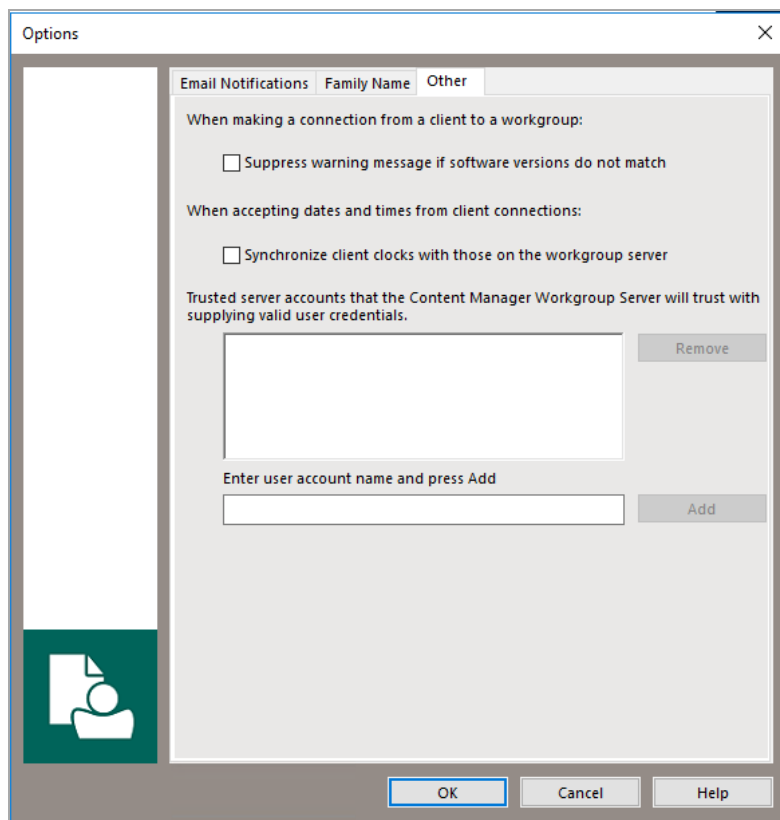 Options
Email Notifications Family Name Other
When making a connection from a client to a workgroup:
Suppress warning message if software versions do not match
When accepting dates and times from client connections:
Synchronize client clocks with those on the workgroup server
Trusted server accounts that the Content Manager Workgroup Server will trust with
supplying valid user credentials.
Remove
Enter user account name and press Add
Add
OK Cancel Help